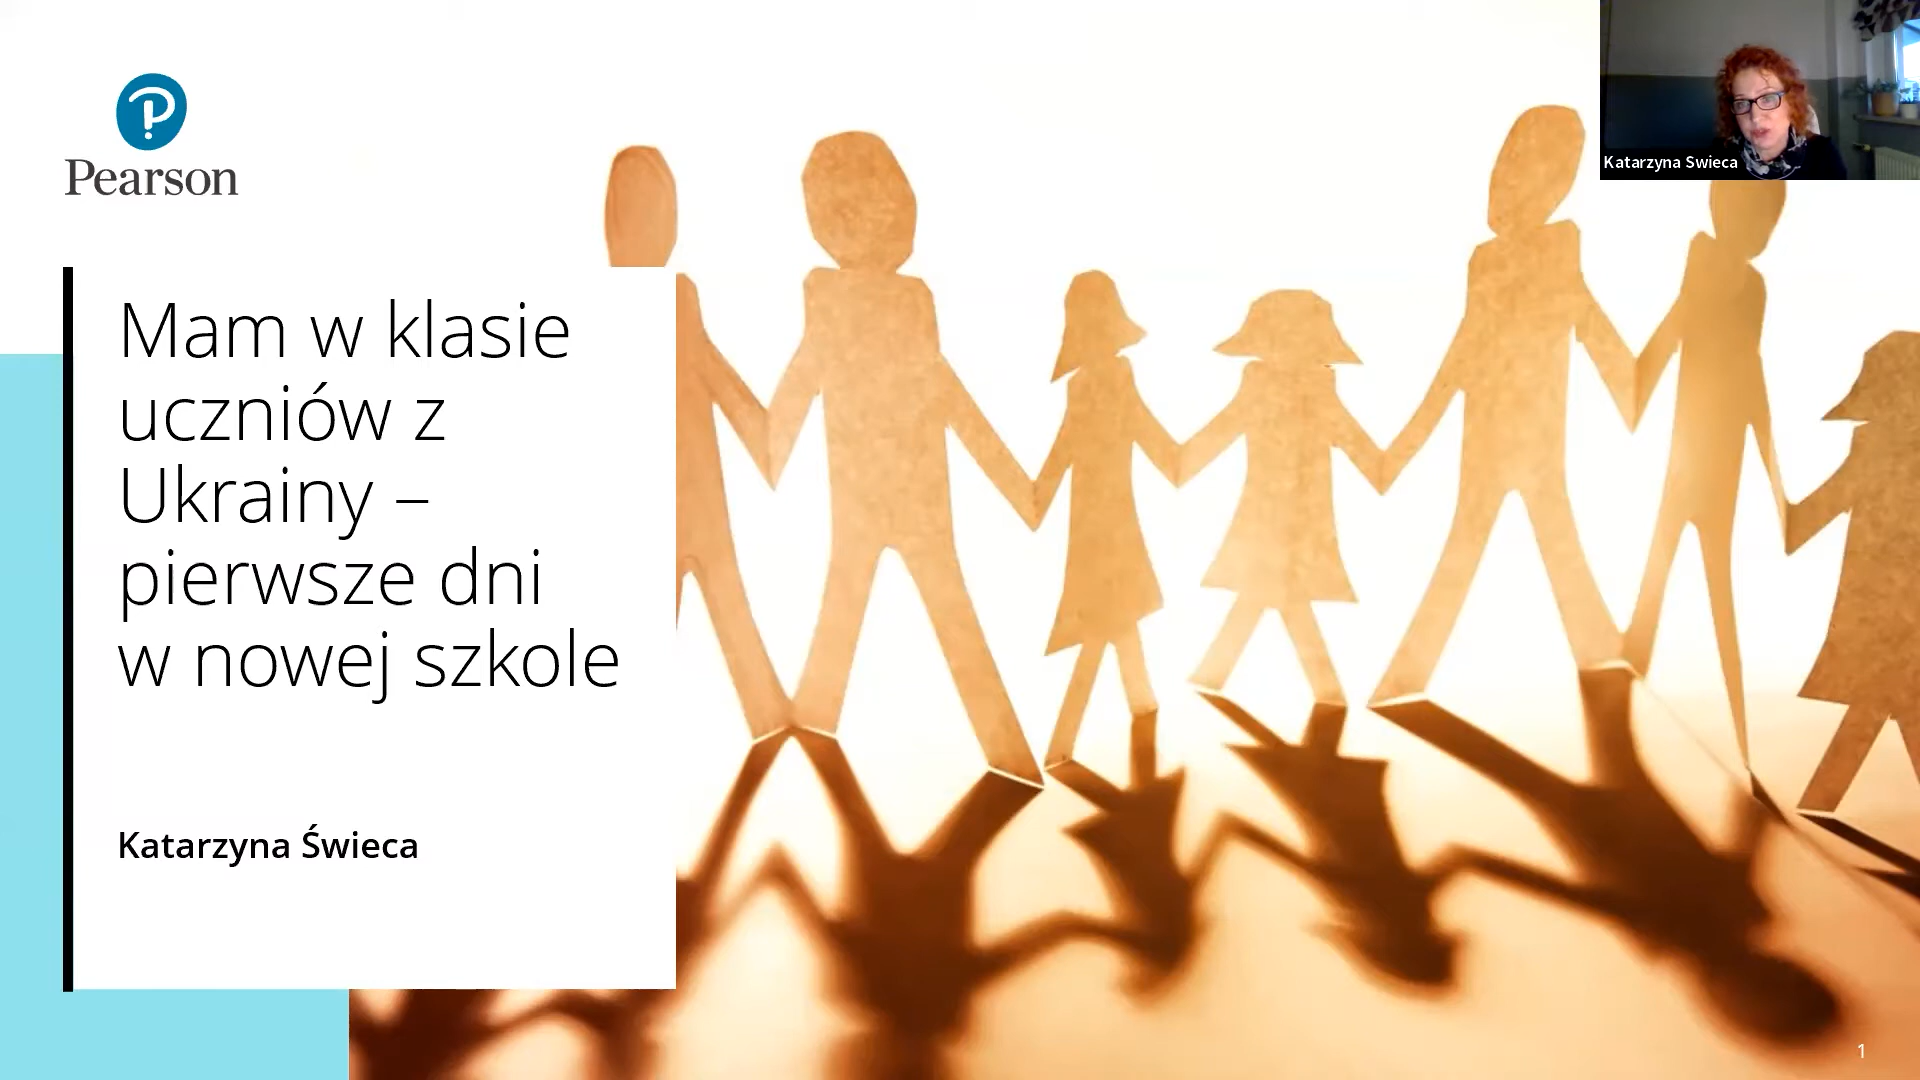 Pearson
Katarzyna Swieca
Mam w klasie
uczniów z
Ukrainy –
pierwsze dni
w nowej szkole
Katarzyna Świeca
1